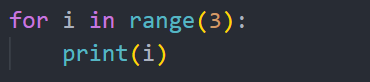 for i in range(3):
    print(i)